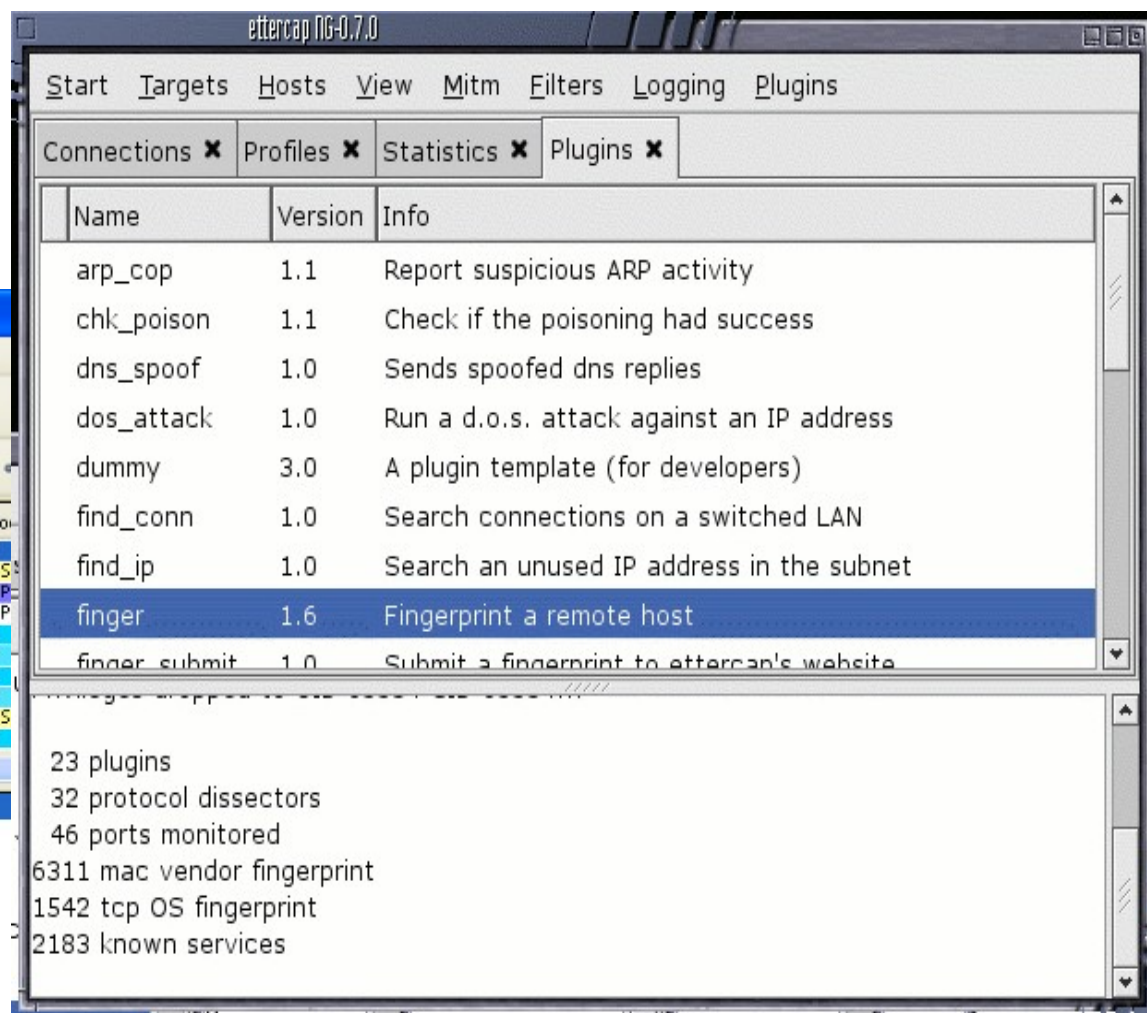 ettercap NG-0.7.0
Start Targets Hosts View Mitm Filters Logging Plugins
Connections Profiles Statistics Plugins
Name Version Info
arp_cop 1.1 Report suspicious ARP activity
chk_poison 1.1 Check if the poisoning had success
dns_spoof 1.0 Sends spoofed dns replies
dos_attack 1.0 Run a d.o.s. attack against an IP address
dummy 3.0 A plugin template (for developers)
find_conn 1.0 Search connections on a switched LAN
find_ip 1.0 Search an unused IP address in the subnet
finger 1.6 Fingerprint a remote host
finger_submit 1.0 Submit a fingerprint to ettercap's website
23 plugins
32 protocol dissectors
46 ports monitored
6311 mac vendor fingerprint
1542 tcp OS fingerprint
2183 known services